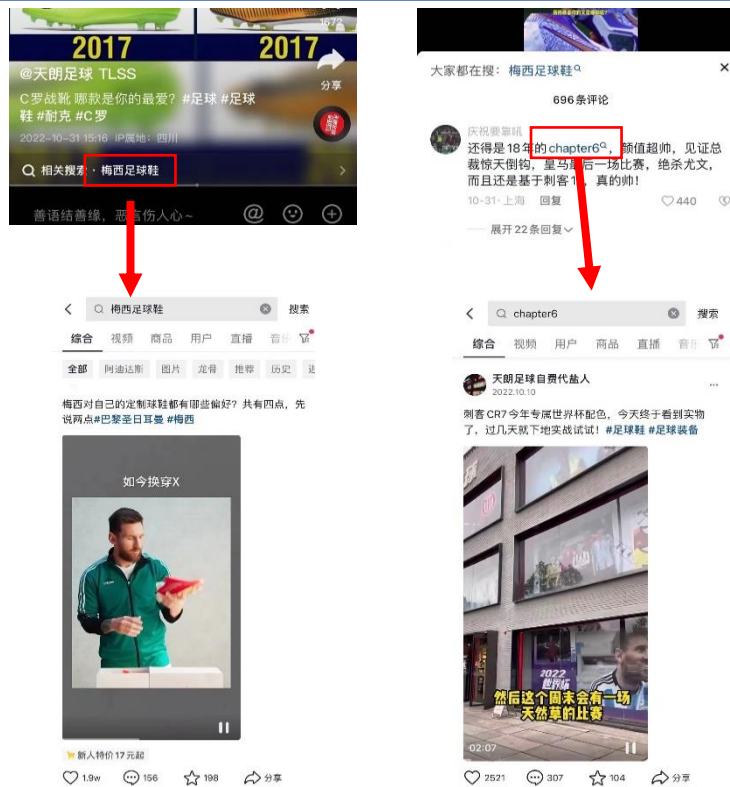 1672
2017
2017
@天朗足球 TLSS
分享
C罗战靴 哪款是你的最爱？#足球 #足球
鞋 #耐克 #C罗
2022-10-31 15:16 IP属地：四川
相关搜索·梅西足球鞋
善语结善缘，恶言伤人心~
梅西足球鞋
搜索
综合 视频 商品 用户 直播 音乐
全部 阿迪达斯 图片 龙骨 推荐 历史
梅西对自己的定制球鞋都有哪些偏好？共有四点，先
说两点#巴黎圣日耳曼 #梅西
如今换穿X
新人特价17元起
1.9w 156 198 分享
大家都在搜：梅西足球鞋
696条评论
庆祝要靠吼
还得是18年的chapter6，颜值超帅，见证总
裁惊天倒钩，皇马最后一场比赛，绝杀尤文，
而且还是基于刺客1，真的帅！
10-31·上海 回复
440
展开22条回复
chapter6
搜索
综合 视频 用户 商品 直播 音
天朗足球自费代盐人
2022.10.10
刺客CR7今年专属世界杯配色，今天终于看到实物
了，过几天就下地实战试试！#足球鞋 #足球装备
2022
世界杯
然后这个周末会有一场
天然草的比赛
02:07
2521 307 104 分享